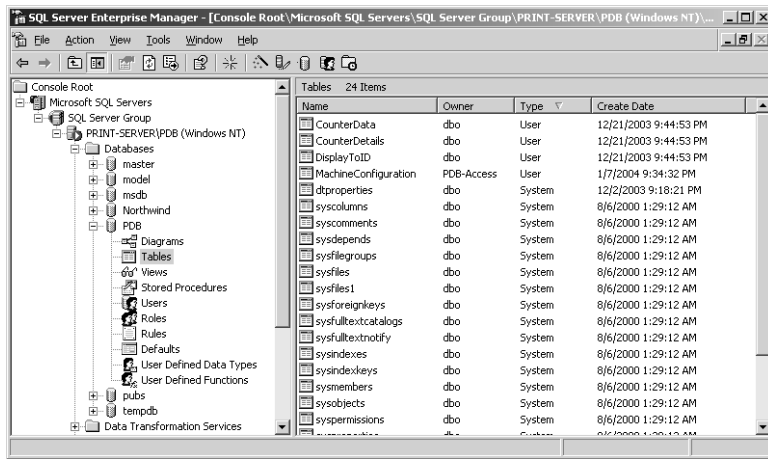 SQL Server Enterprise Manager - [Console Root\Microsoft SQL Servers\SQL Server Group\PRINT-SERVER\PDB (Windows NT)\...
File Action View Tools Window Help
Console Root
Microsoft SQL Servers
SQL Server Group
PRINT-SERVER\PDB (Windows NT)
Databases
master
model
msdb
Northwind
PDB
Diagrams
Tables
Views
Stored Procedures
Users
Roles
Rules
Defaults
User Defined Data Types
User Defined Functions
pubs
tempdb
Data Transformation Services
Tables 24 Items
Name Owner Type Create Date
CounterData dbo User 12/21/2003 9:44:53 PM
CounterDetails dbo User 12/21/2003 9:44:53 PM
DisplayToID dbo User 12/21/2003 9:44:53 PM
MachineConfiguration PDB-Access User 1/7/2004 9:34:32 PM
dtproperties dbo System 12/2/2003 9:18:21 PM
syscolumns dbo System 8/6/2000 1:29:12 AM
syscomments dbo System 8/6/2000 1:29:12 AM
sysdepends dbo System 8/6/2000 1:29:12 AM
sysfilegroups dbo System 8/6/2000 1:29:12 AM
sysfiles dbo System 8/6/2000 1:29:12 AM
sysfiles1 dbo System 8/6/2000 1:29:12 AM
sysforeignkeys dbo System 8/6/2000 1:29:12 AM
sysfulltextcatalogs dbo System 8/6/2000 1:29:12 AM
sysfulltextnotify dbo System 8/6/2000 1:29:12 AM
sysindexes dbo System 8/6/2000 1:29:12 AM
sysindexkeys dbo System 8/6/2000 1:29:12 AM
sysmembers dbo System 8/6/2000 1:29:12 AM
sysobjects dbo System 8/6/2000 1:29:12 AM
syspermissions dbo System 8/6/2000 1:29:12 AM